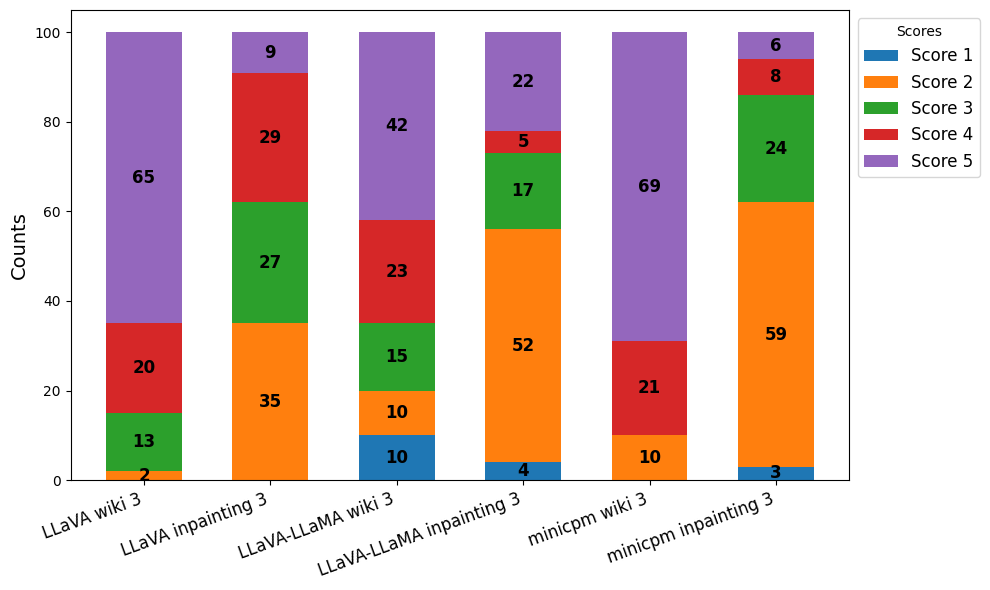 100
80
60
40
20
0
Counts
65
20
13
2
9
29
27
35
42
23
15
10
10
22
5
17
52
4
69
21
10
6
8
24
59
3
LLaVA wiki 3
LLaVA inpainting 3
LLaVA-LLaMA wiki 3
LLaVA-LLaMA inpainting 3
minicpm wiki 3
minicpm inpainting 3
Scores
Score 1
Score 2
Score 3
Score 4
Score 5